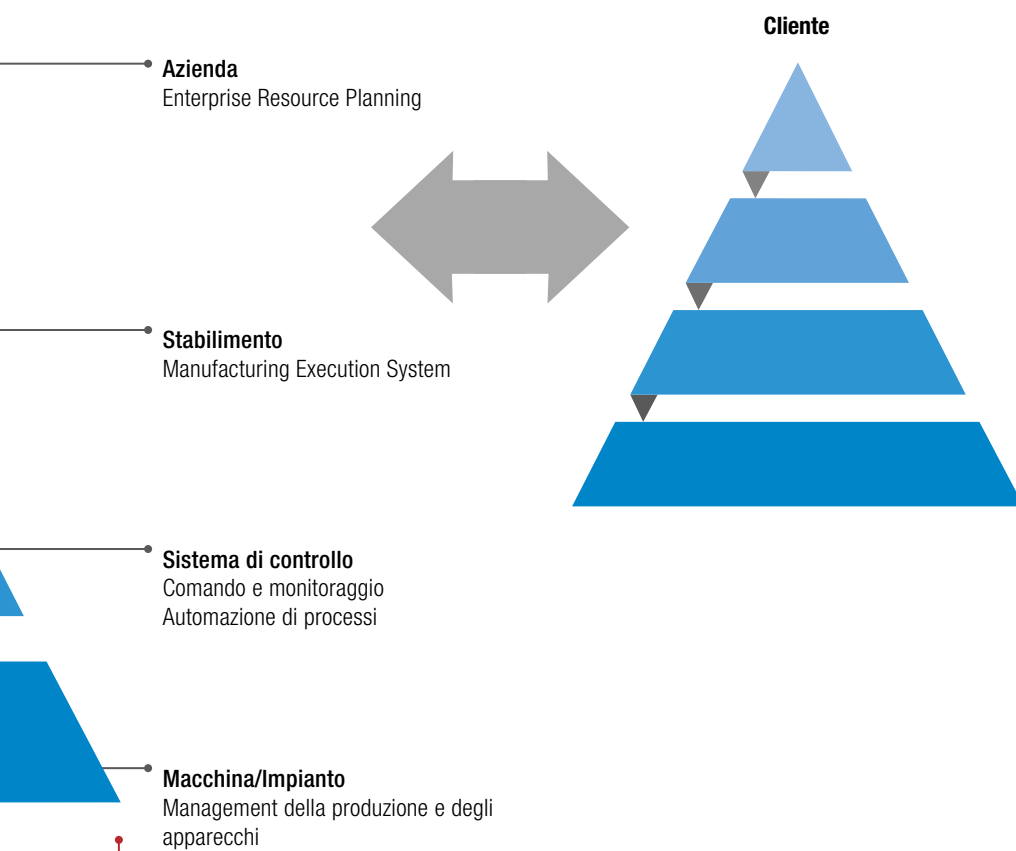 Cliente
Azienda
Enterprise Resource Planning
Stabilimento
Manufacturing Execution System
Sistema di controllo
Comando e monitoraggio
Automazione di processi
Macchina/Impianto
Management della produzione e degli
apparecchi